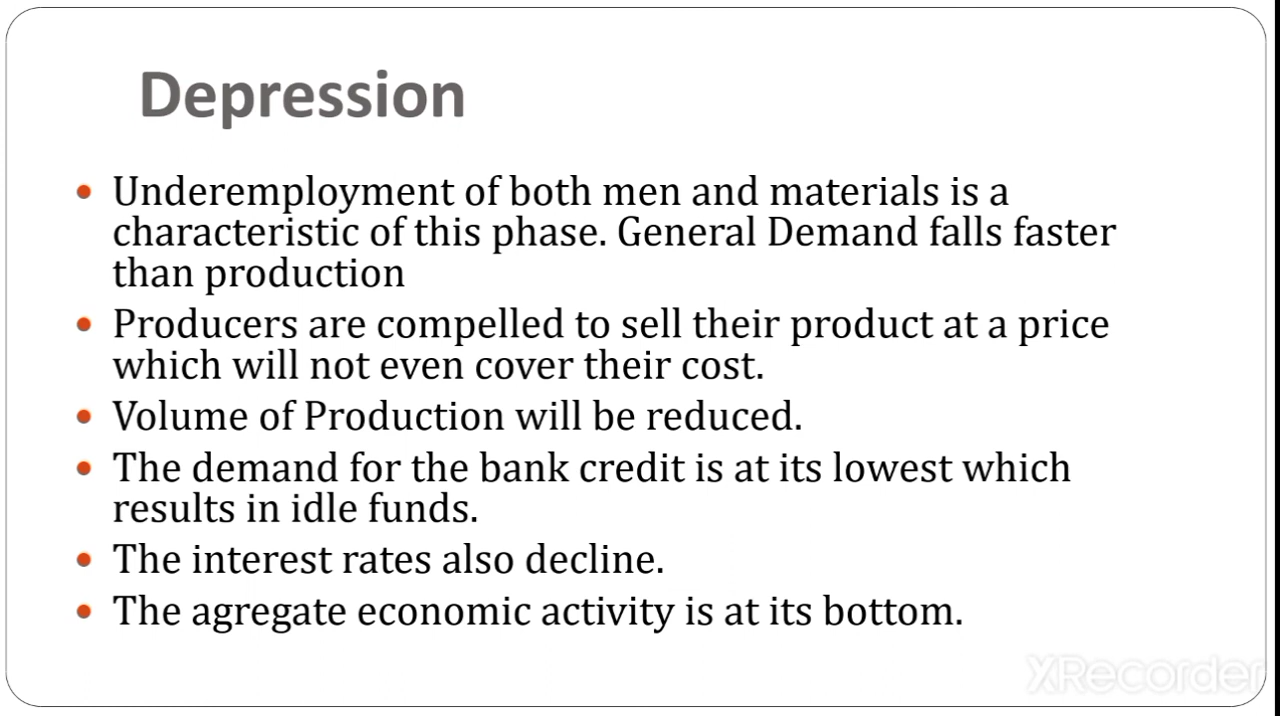 Depression
• Underemployment of both men and materials is a
characteristic of this phase. General Demand falls faster
than production
• Producers are compelled to sell their product at a price
which will not even cover their cost.
• Volume of Production will be reduced.
• The demand for the bank credit is at its lowest which
results in idle funds.
• The interest rates also decline.
• The agregate economic activity is at its bottom.
XRecorder